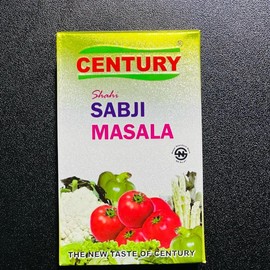 CENTURY
Shahi
SABJI
MASALA
THE NEW TASTE OF CENTURY